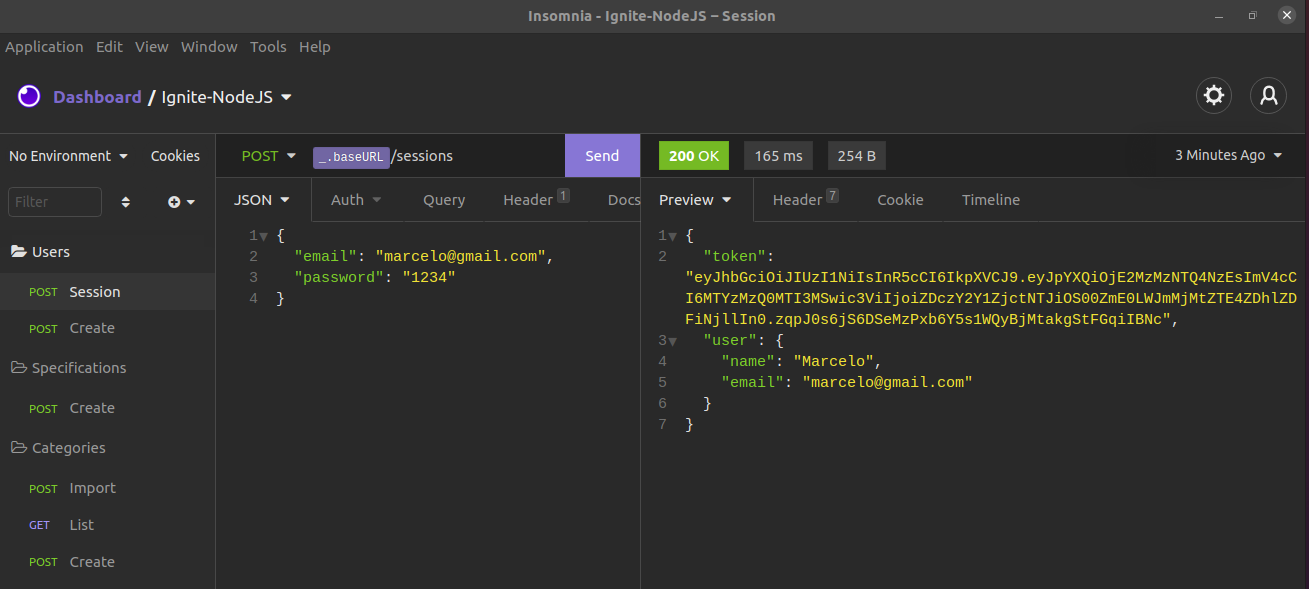 Insomnia - Ignite-NodeJS – Session
Application Edit View Window Tools Help
Dashboard / Ignite-NodeJS
No Environment Cookies
POST _.baseURL/sessions Send
200 OK 165 ms 254 B 3 Minutes Ago
Filter
JSON Auth Query Header 1 Docs
Preview Header 7 Cookie Timeline
Users
POST Session
POST Create
Specifications
POST Create
Categories
POST Import
GET List
POST Create
1 {
2 "email": "marcelo@gmail.com",
3 "password": "1234"
4 }
1 {
2 "token":
"eyJhbGciOiJIUzI1NiIsInR5cCI6IkpXVCJ9.eyJpYXQiOjE2MzMzNTQ4NzEsImV4cC
I6MTYzMzQ0MTI3MSwic3ViIjoiZDczY2Y1ZjctNTJiOS00ZmE0LWJmMjMtZTE4ZDhlZD
FiNjllIn0.zqpJ0s6jS6DSeMzPxb6Y5s1WQyBjMtakgStFGqiIBNc",
3 "user": {
4 "name": "Marcelo",
5 "email": "marcelo@gmail.com"
6 }
7 }